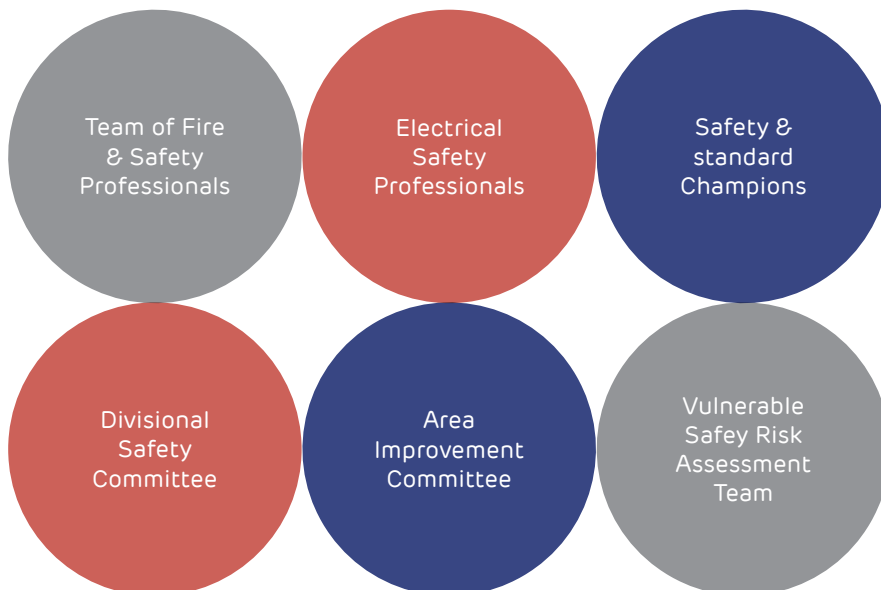 Team of Fire
& Safety
Professionals
Electrical
Safety
Professionals
Safety &
standard
Champions
Divisional
Safety
Committee
Area
Improvement
Committee
Vulnerable
Safey Risk
Assessment
Team